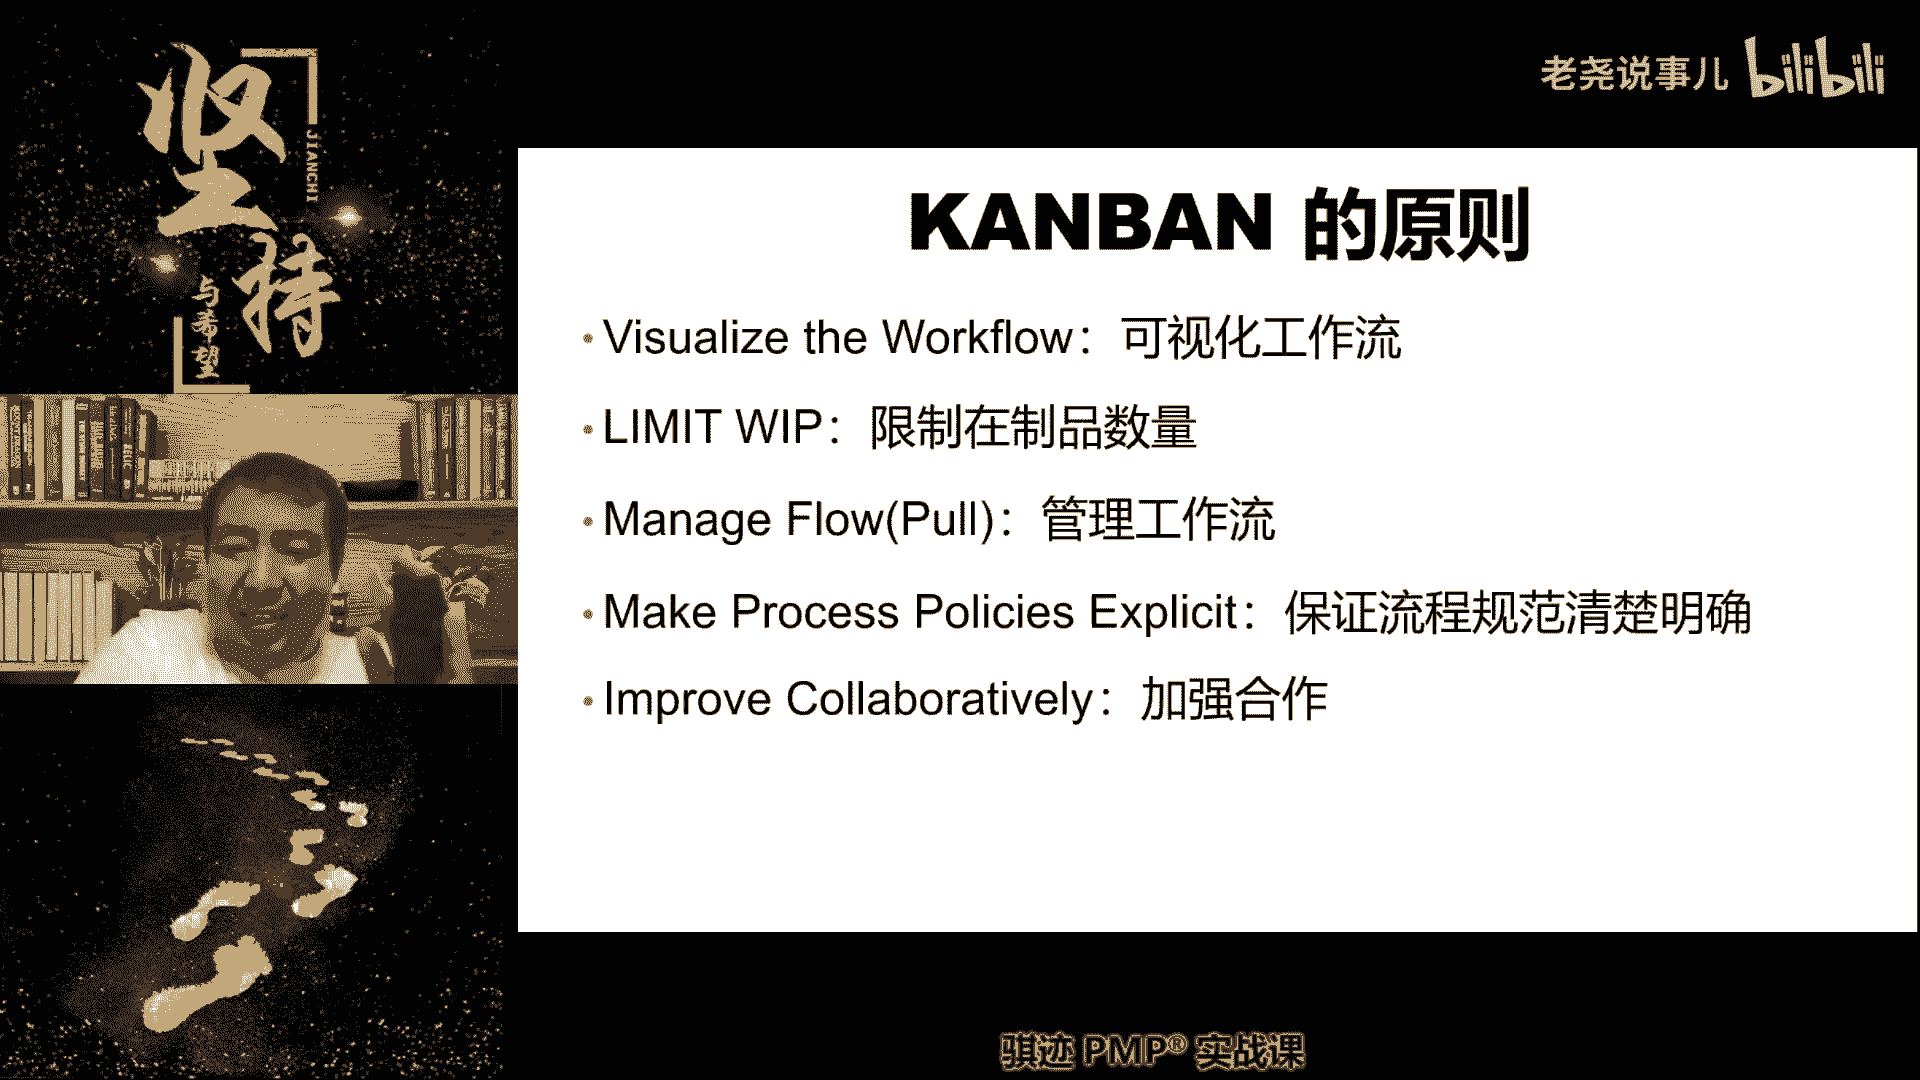 坚持
JIANCHI
与希望
老尧说事儿 bilibili
KANBAN 的原则
• Visualize the Workflow：可视化工作流
• LIMIT WIP：限制在制品数量
• Manage Flow(Pull)：管理工作流
• Make Process Policies Explicit：保证流程规范清楚明确
• Improve Collaboratively：加强合作
骐迹 PMP® 实战课